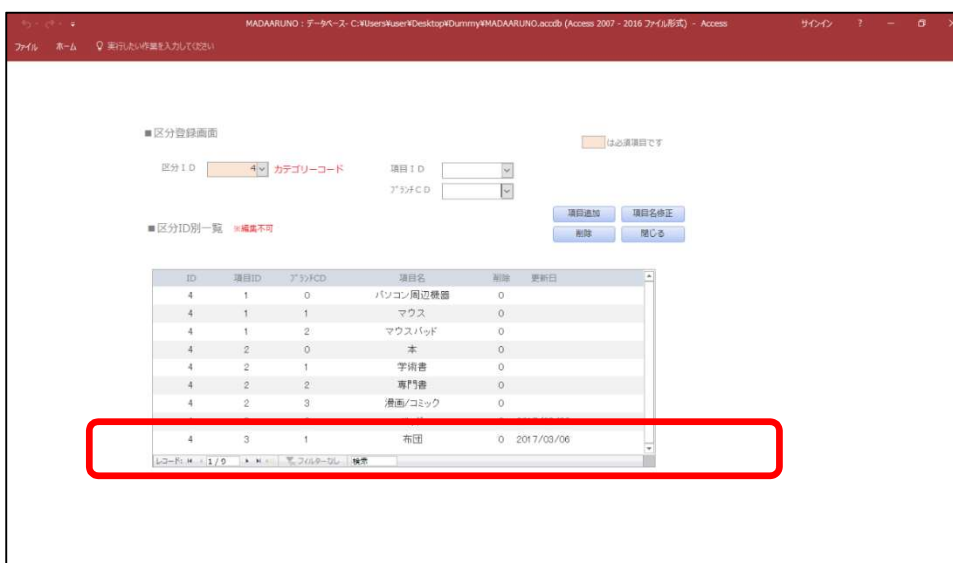 MADAARUNO : データベース- C:¥Users¥user¥Desktop¥Dummy¥MADAARUNO.accdb (Access 2007 - 2016 ファイル形式) - Access サインイン ?
ファイル ホーム 実行したい作業を入力してください
■区分登録画面
は必須項目です
区分ＩＤ 4 カテゴリーコード 項目ＩＤ
ﾌﾞﾗﾝﾁＣＤ
項目追加 項目名修正
■区分ID別一覧 ※編集不可
削除 閉じる
ID 項目ID ﾌﾞﾗﾝﾁCD 項目名 削除 更新日
4 1 0 パソコン周辺機器 0
4 1 1 マウス 0
4 1 2 マウスパッド 0
4 2 0 本 0
4 2 1 学術書 0
4 2 2 専門書 0
4 2 3 漫画/コミック 0
4 3 1 布団 0 2017/03/06
レコード: 1 / 9 フィルターなし 検索